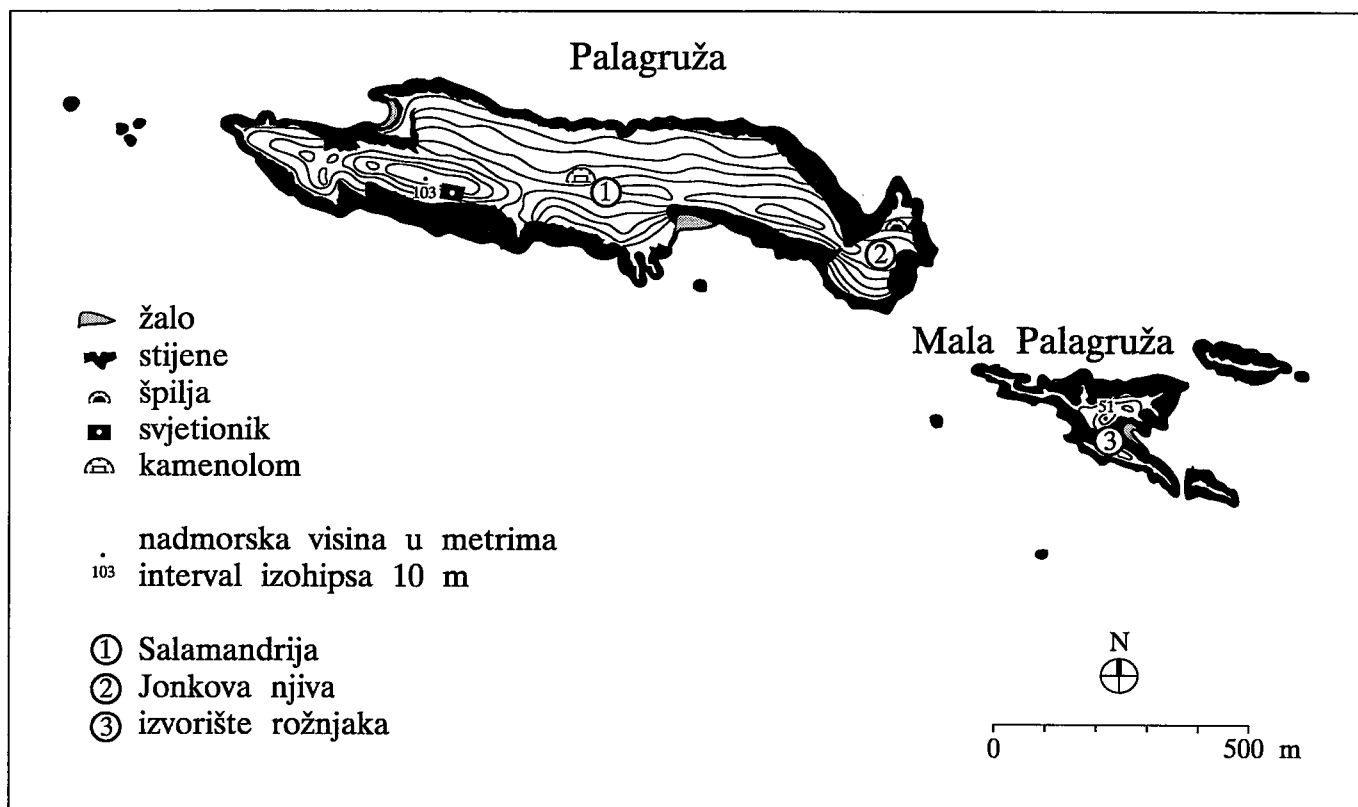 Palagruža
103
1
2
Mala Palagruža
51
3
žalo
stijene
špilja
svjetionik
kamenolom
nadmorska visina u metrima
103 interval izohipsa 10 m
1 Salamandrija
2 Jonkova njiva
3 izvorište rožnjaka
N
0 500 m